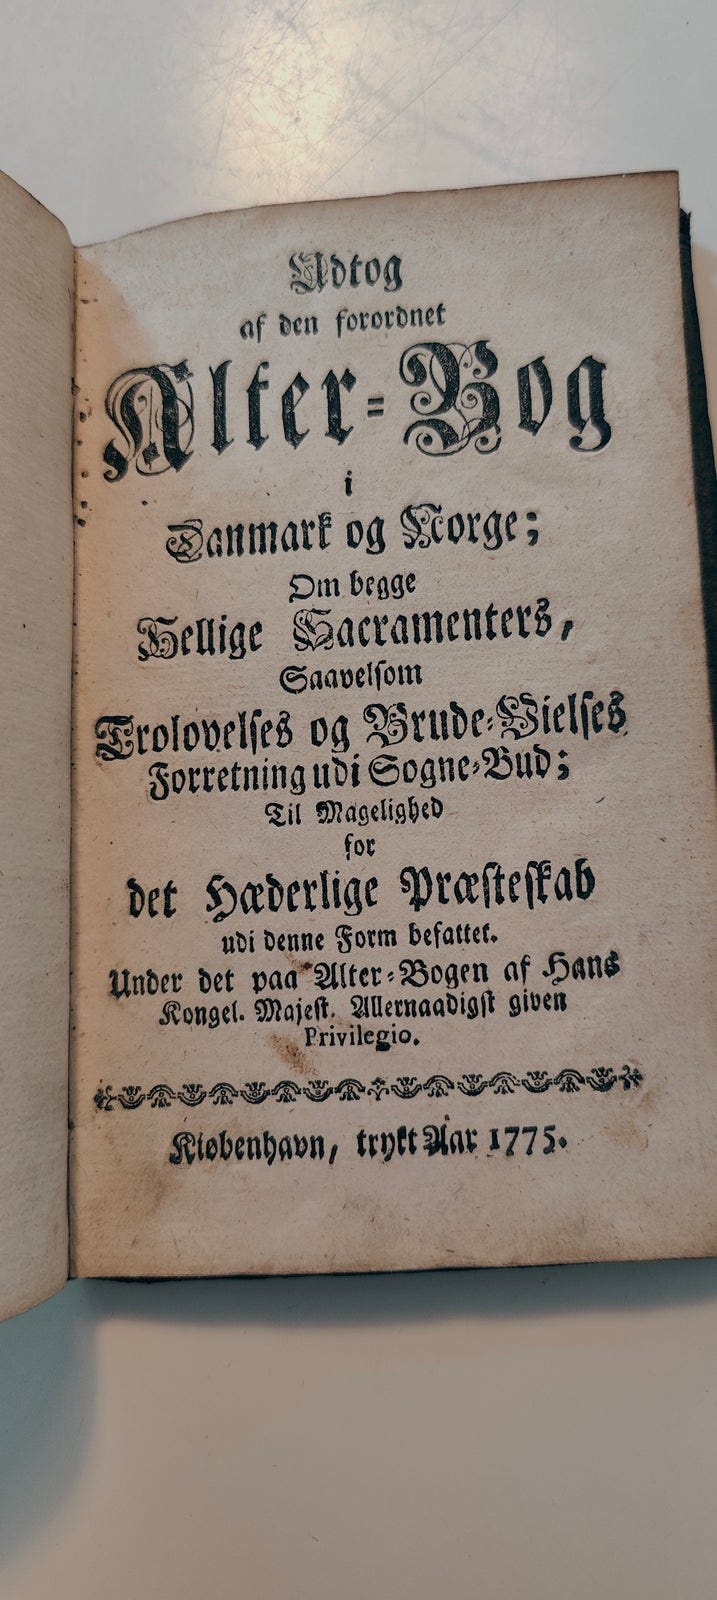 Udtog
af den forordnet
Alter=Bog
i
Danmark og Norge;
Om begge
Hellige Sacramenters,
Saavelsom
Trolovelses og Brude=Vielses
Forretning udi Sogne=Bud;
Til Magelighed
for
det Hæderlige Præsteskab
udi denne Form befattet.
Under det paa Alter=Bogen af Hans
Kongel. Majest. Allernaadigst given
Privilegio.
Kiøbenhavn, trykt Aar 1775.